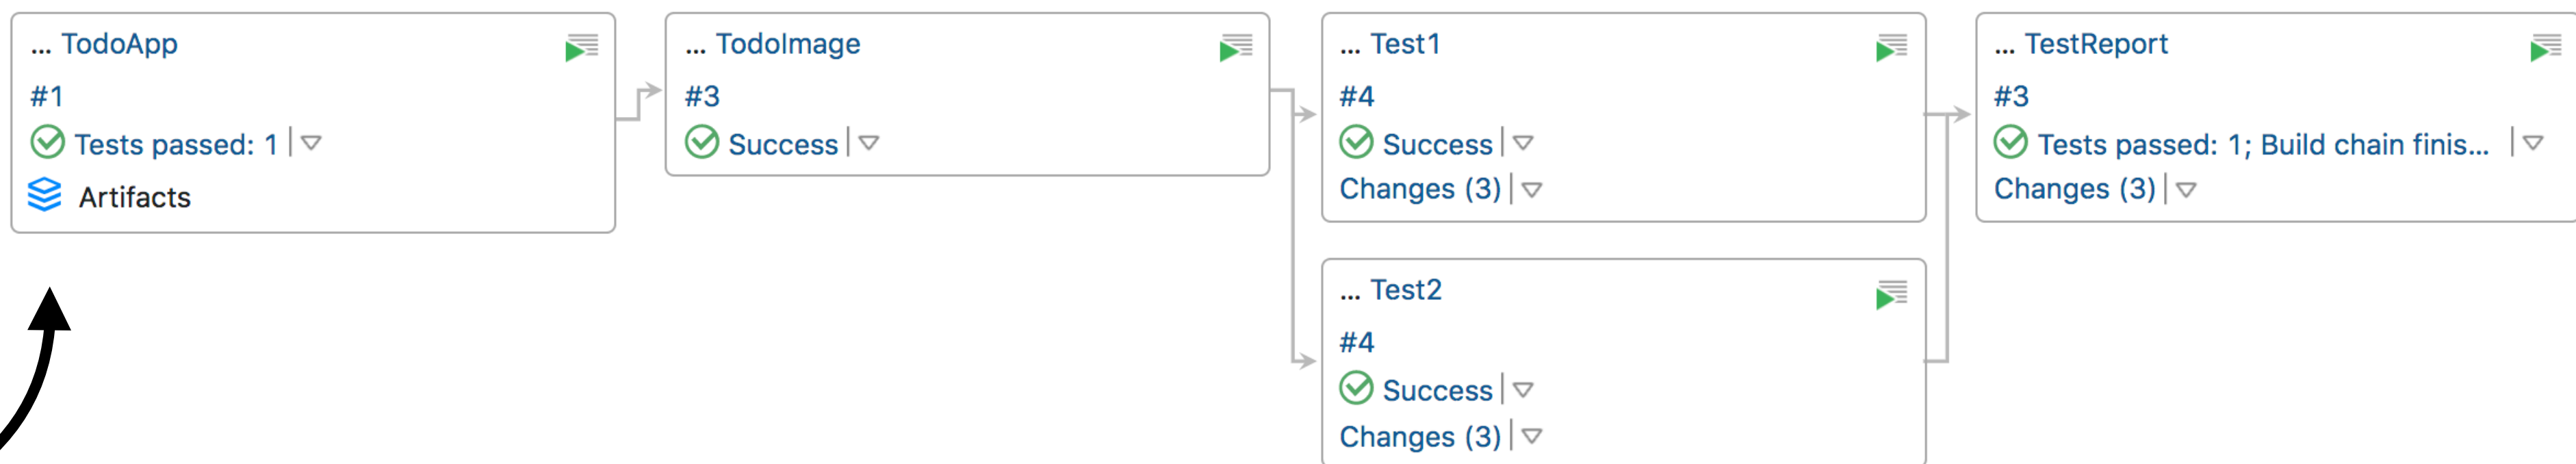 ... TodoApp
#1
Tests passed: 1
Artifacts
... TodoImage
#3
Success
... Test1
#4
Success
Changes (3)
... Test2
#4
Success
Changes (3)
... TestReport
#3
Tests passed: 1; Build chain finis...
Changes (3)